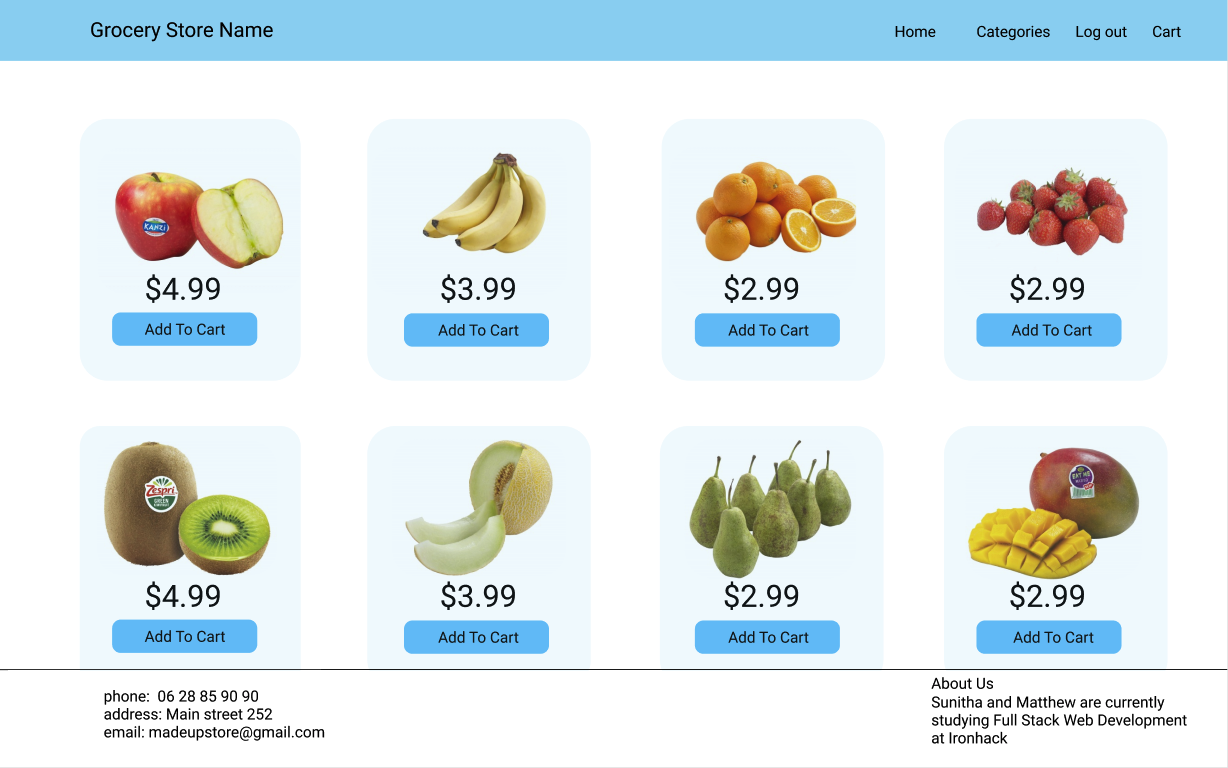 Grocery Store Name
Home Categories Log out Cart
KANZi
$4.99 $3.99 $2.99 $2.99
Add To Cart Add To Cart Add To Cart Add To Cart
Zespri
GREEN
EAT ME
$4.99 $3.99 $2.99 $2.99
Add To Cart Add To Cart Add To Cart Add To Cart
phone:  06 28 85 90 90
address: Main street 252
email: madeupstore@gmail.com
About Us
Sunitha and Matthew are currently
studying Full Stack Web Development
at Ironhack